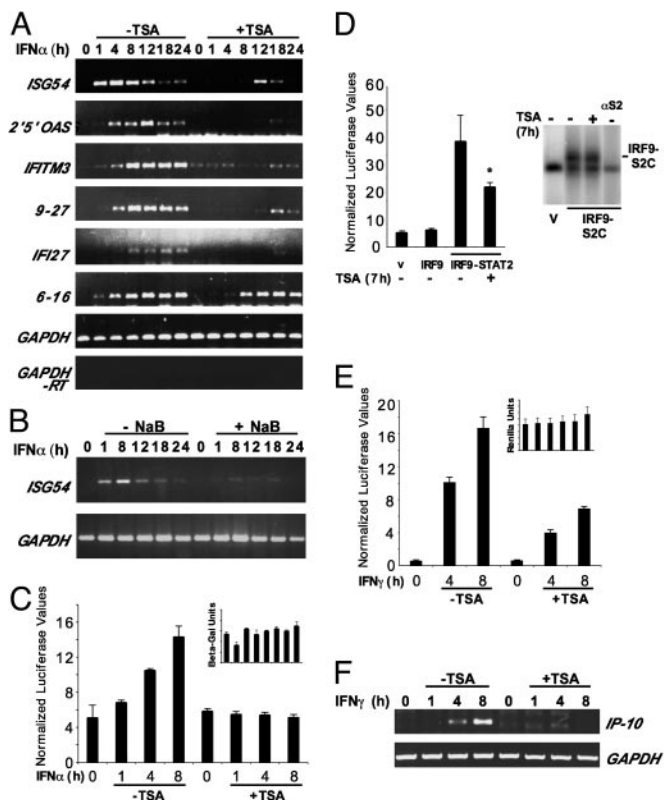 A
-TSA +TSA
IFNα (h) 0 1 4 8 12 18 24 0 1 4 8 12 18 24
ISG54
2'5'OAS
IFITM3
9-27
IFI27
6-16
GAPDH
GAPDH
-RT
B
- NaB + NaB
IFNα (h) 0 1 8 12 18 24 0 1 8 12 18 24
ISG54
GAPDH
C
Normalized Luciferase Values
16
12
8
4
0
Beta-Gal Units
IFNα (h) 0 1 4 8 0 1 4 8
-TSA +TSA
D
Normalized Luciferase Values
60
50
40
30
20
10
0
*
V IRF9 IRF9-STAT2
TSA (7h) - - - +
αS2
TSA - - + -
(7h)
IRF9-
S2C
V IRF9-
S2C
E
Normalized Luciferase Values
20
16
12
8
4
0
Renilla Units
IFNγ (h) 0 4 8 0 4 8
-TSA +TSA
F
-TSA +TSA
IFNγ (h) 0 1 4 8 0 1 4 8
IP-10
GAPDH